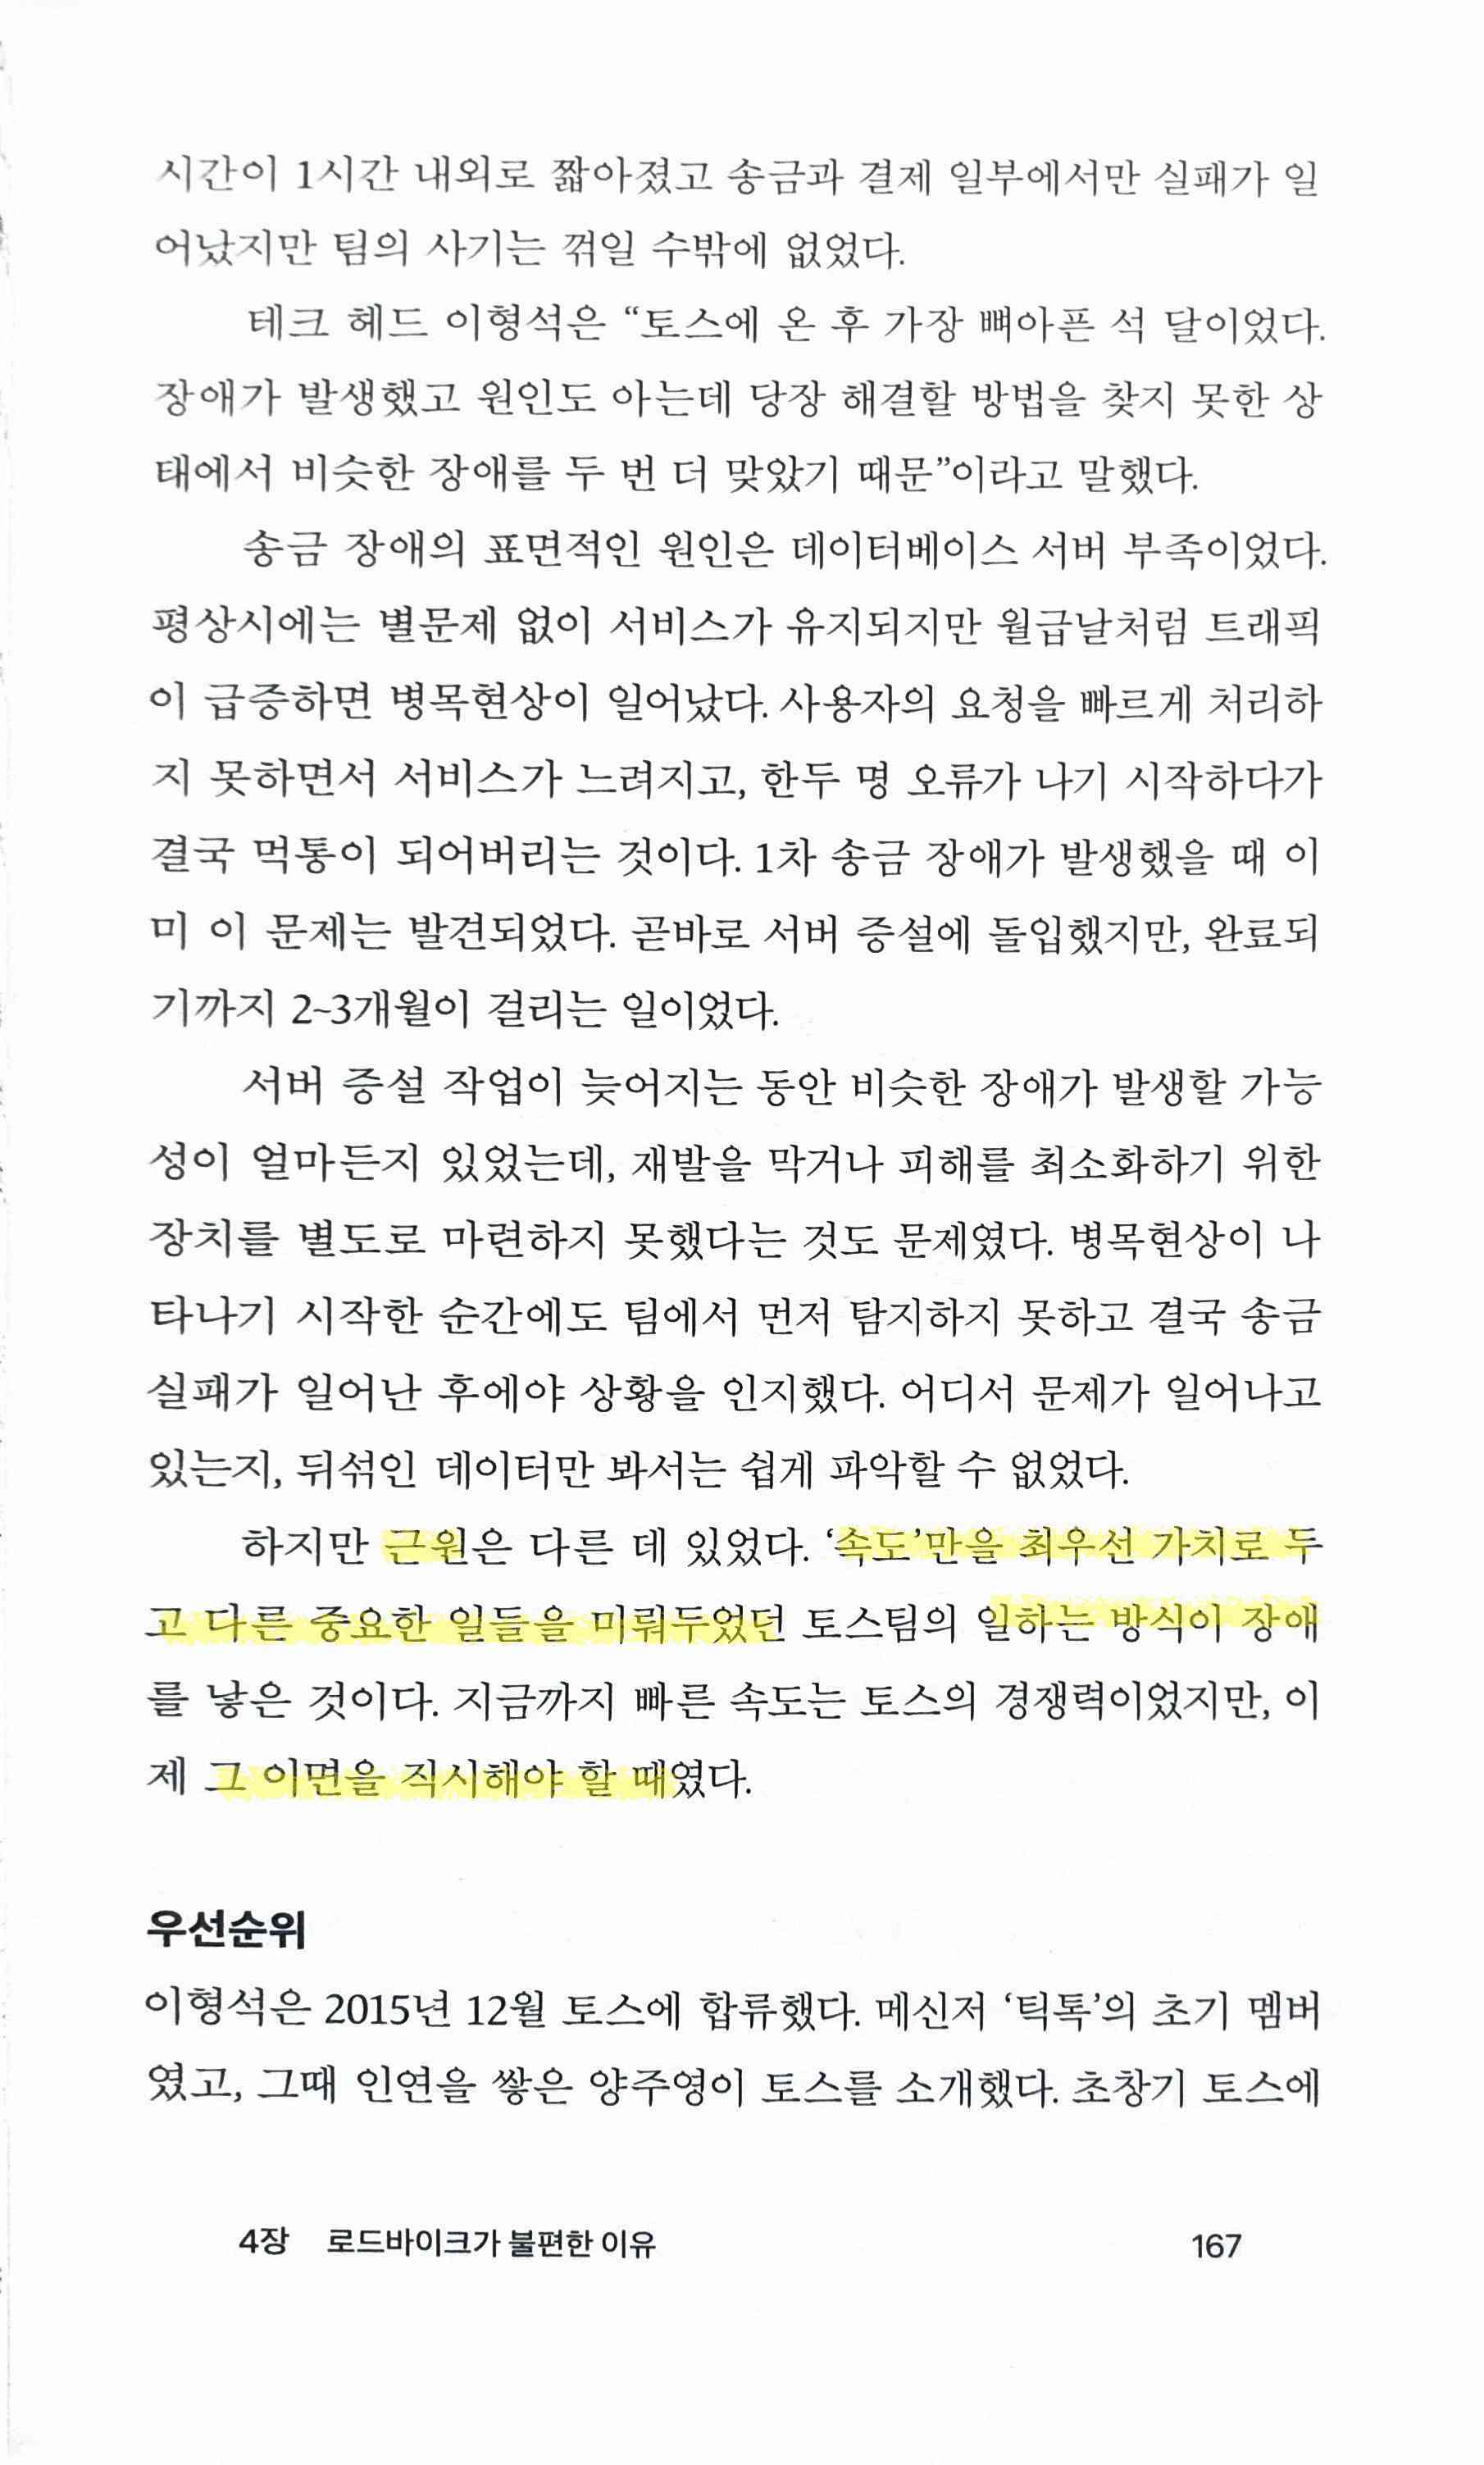 시간이 1시간 내외로 짧아졌고 송금과 결제 일부에서만 실패가 일
어났지만 팀의 사기는 꺾일 수밖에 없었다.
테크 헤드 이형석은 “토스에 온 후 가장 뼈아픈 석 달이었다.
장애가 발생했고 원인도 아는데 당장 해결할 방법을 찾지 못한 상
태에서 비슷한 장애를 두 번 더 맞았기 때문”이라고 말했다.
송금 장애의 표면적인 원인은 데이터베이스 서버 부족이었다.
평상시에는 별문제 없이 서비스가 유지되지만 월급날처럼 트래픽
이 급증하면 병목현상이 일어났다. 사용자의 요청을 빠르게 처리하
지 못하면서 서비스가 느려지고, 한두 명 오류가 나기 시작하다가
결국 먹통이 되어버리는 것이다. 1차 송금 장애가 발생했을 때 이
미 이 문제는 발견되었다. 곧바로 서버 증설에 돌입했지만, 완료되
기까지 2~3개월이 걸리는 일이었다.
서버 증설 작업이 늦어지는 동안 비슷한 장애가 발생할 가능
성이 얼마든지 있었는데, 재발을 막거나 피해를 최소화하기 위한
장치를 별도로 마련하지 못했다는 것도 문제였다. 병목현상이 나
타나기 시작한 순간에도 팀에서 먼저 탐지하지 못하고 결국 송금
실패가 일어난 후에야 상황을 인지했다. 어디서 문제가 일어나고
있는지, 뒤섞인 데이터만 봐서는 쉽게 파악할 수 없었다.
하지만 근원은 다른 데 있었다. ‘속도’만을 최우선 가치로 두
고 다른 중요한 일들을 미뤄두었던 토스팀의 일하는 방식이 장애
를 낳은 것이다. 지금까지 빠른 속도는 토스의 경쟁력이었지만, 이
제 그 이면을 직시해야 할 때였다.
우선순위
이형석은 2015년 12월 토스에 합류했다. 메신저 ‘틱톡’의 초기 멤버
였고, 그때 인연을 쌓은 양주영이 토스를 소개했다. 초창기 토스에
4장 로드바이크가 불편한 이유 167